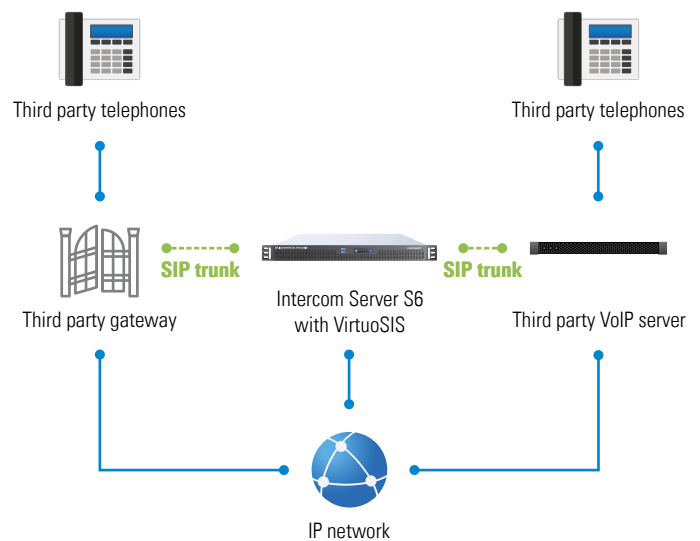 Third party telephones
Third party telephones
SIP trunk
SIP trunk
Third party gateway
Intercom Server S6
with VirtuoSIS
Third party VoIP server
IP network